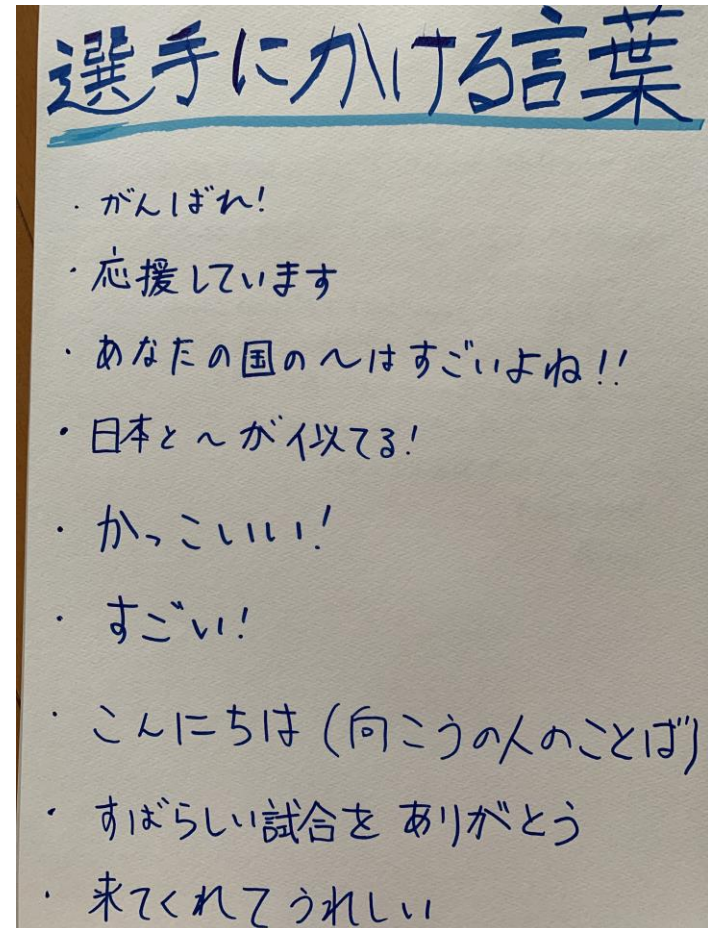 選手にかける言葉
・がんばれ!
・応援しています
・あなたの国の〜はすごいよね!!
・日本と〜が似てる!
・かっこいい!
・すごい!
・こんにちは(向こうの人のことば)
・すばらしい試合をありがとう
・来てくれてうれしい